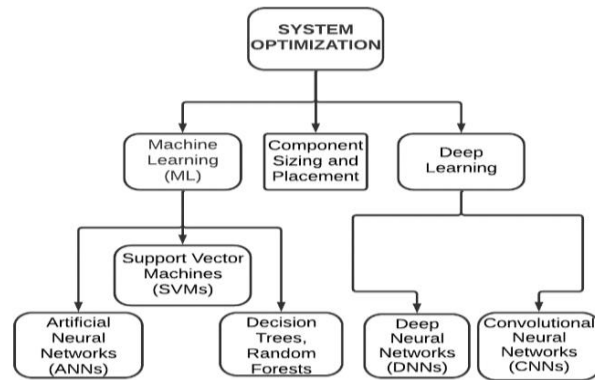 SYSTEM
OPTIMIZATION
Machine
Learning
(ML)
Component
Sizing and
Placement
Deep
Learning
Support Vector
Machines
(SVMs)
Artificial
Neural
Networks
(ANNs)
Decision
Trees,
Random
Forests
Deep
Neural
Networks
(DNNs)
Convolutional
Neural
Networks
(CNNs)